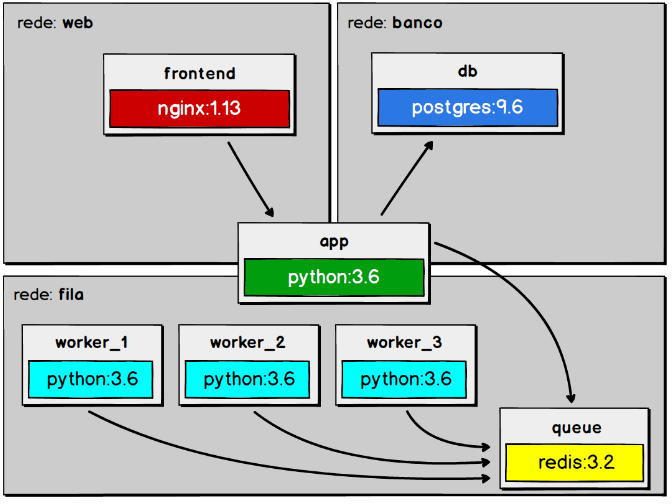 rede: web
rede: banco
frontend
nginx:1.13
db
postgres:9.6
app
python:3.6
rede: fila
worker_1
python:3.6
worker_2
python:3.6
worker_3
python:3.6
queue
redis:3.2